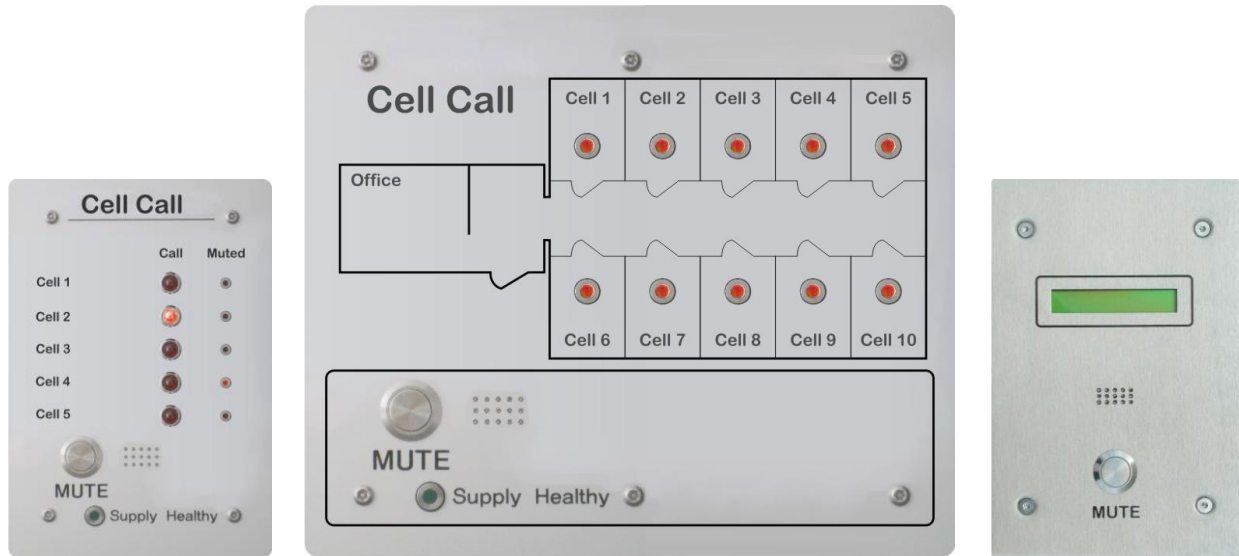 Cell Call
Call Muted
Cell 1
Cell 2
Cell 3
Cell 4
Cell 5
MUTE
Supply Healthy
Cell Call
Cell 1 Cell 2 Cell 3 Cell 4 Cell 5
Office
Cell 6 Cell 7 Cell 8 Cell 9 Cell 10
MUTE
Supply Healthy
MUTE